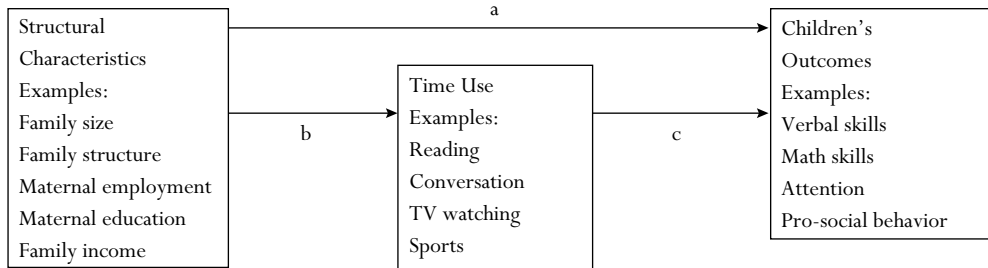 a
Structural
Characteristics
Examples:
Family size
Family structure
Maternal employment
Maternal education
Family income
b
Time Use
Examples:
Reading
Conversation
TV watching
Sports
c
Children’s
Outcomes
Examples:
Verbal skills
Math skills
Attention
Pro-social behavior